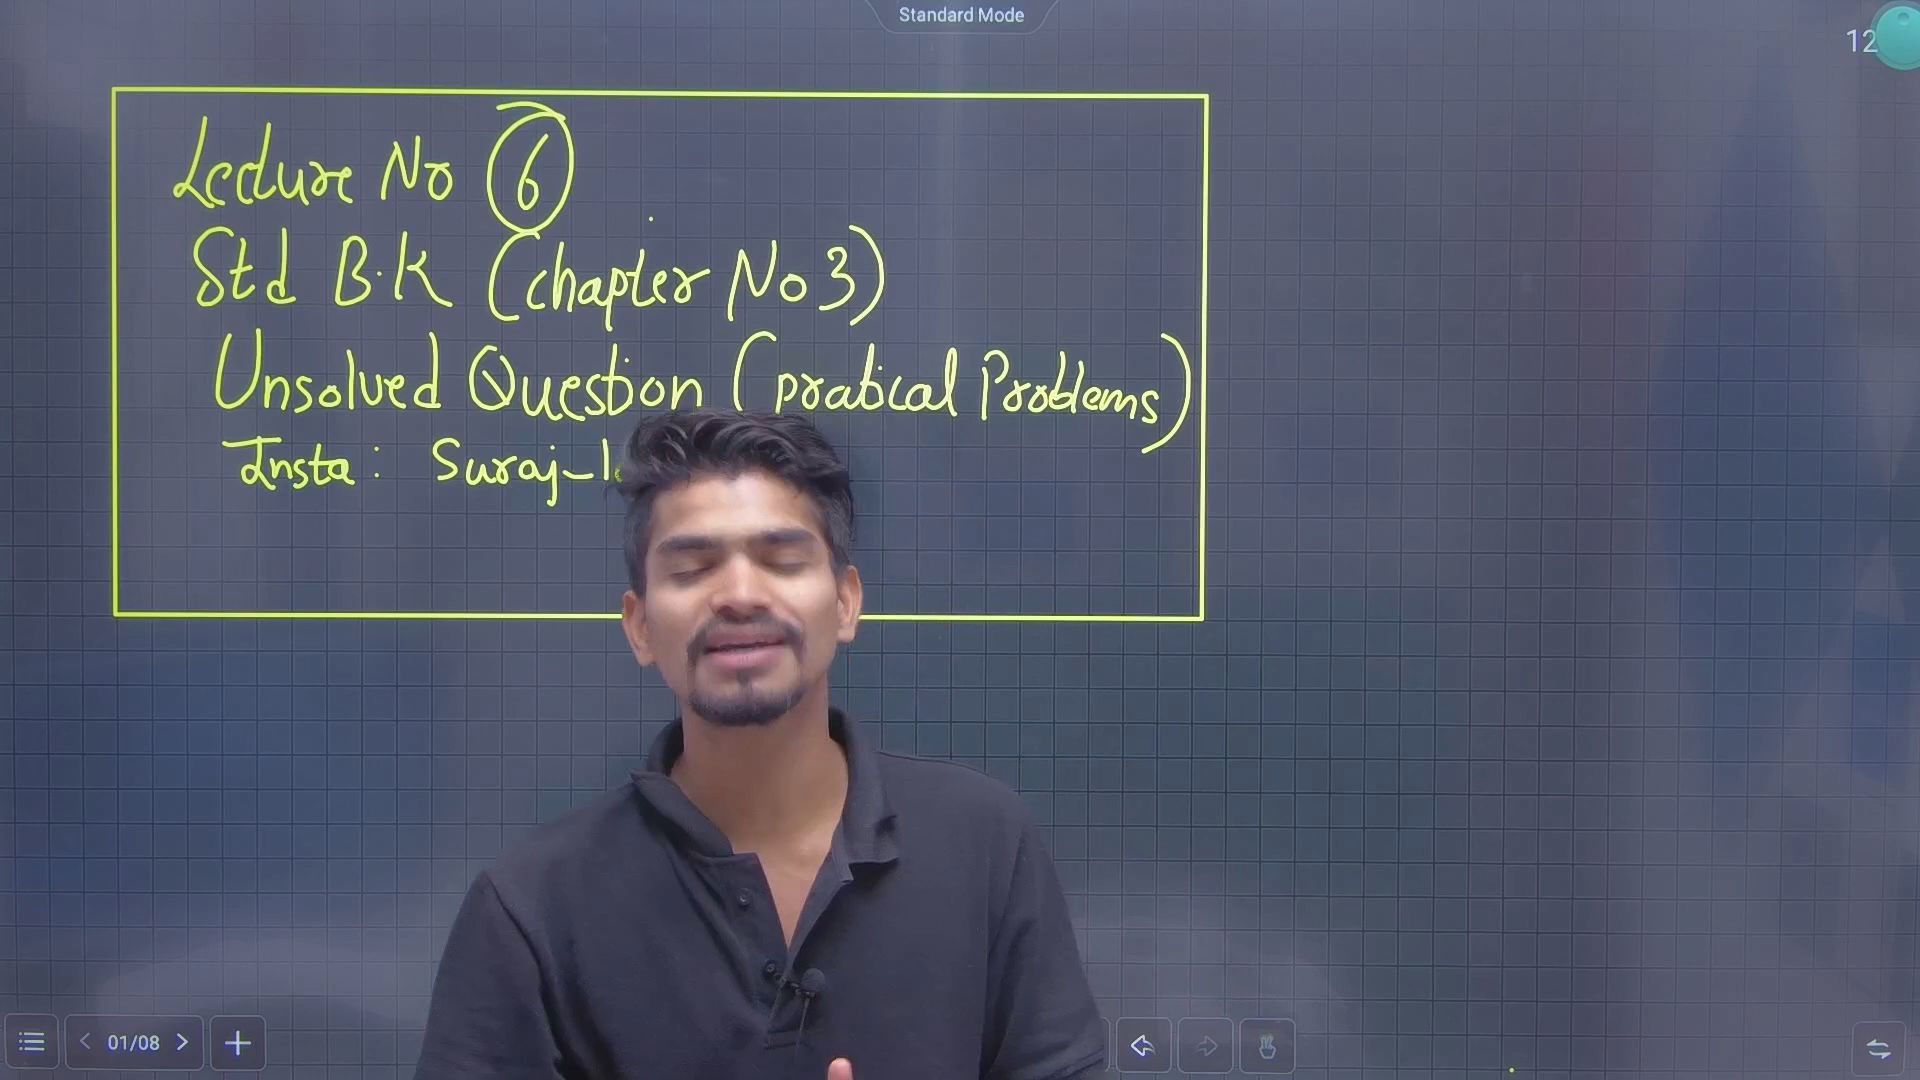 Standard Mode
12
Lecture No 6
Std B.K (chapter No 3)
Unsolved Question (pratical Problems)
Insta: Suraj_
01/08